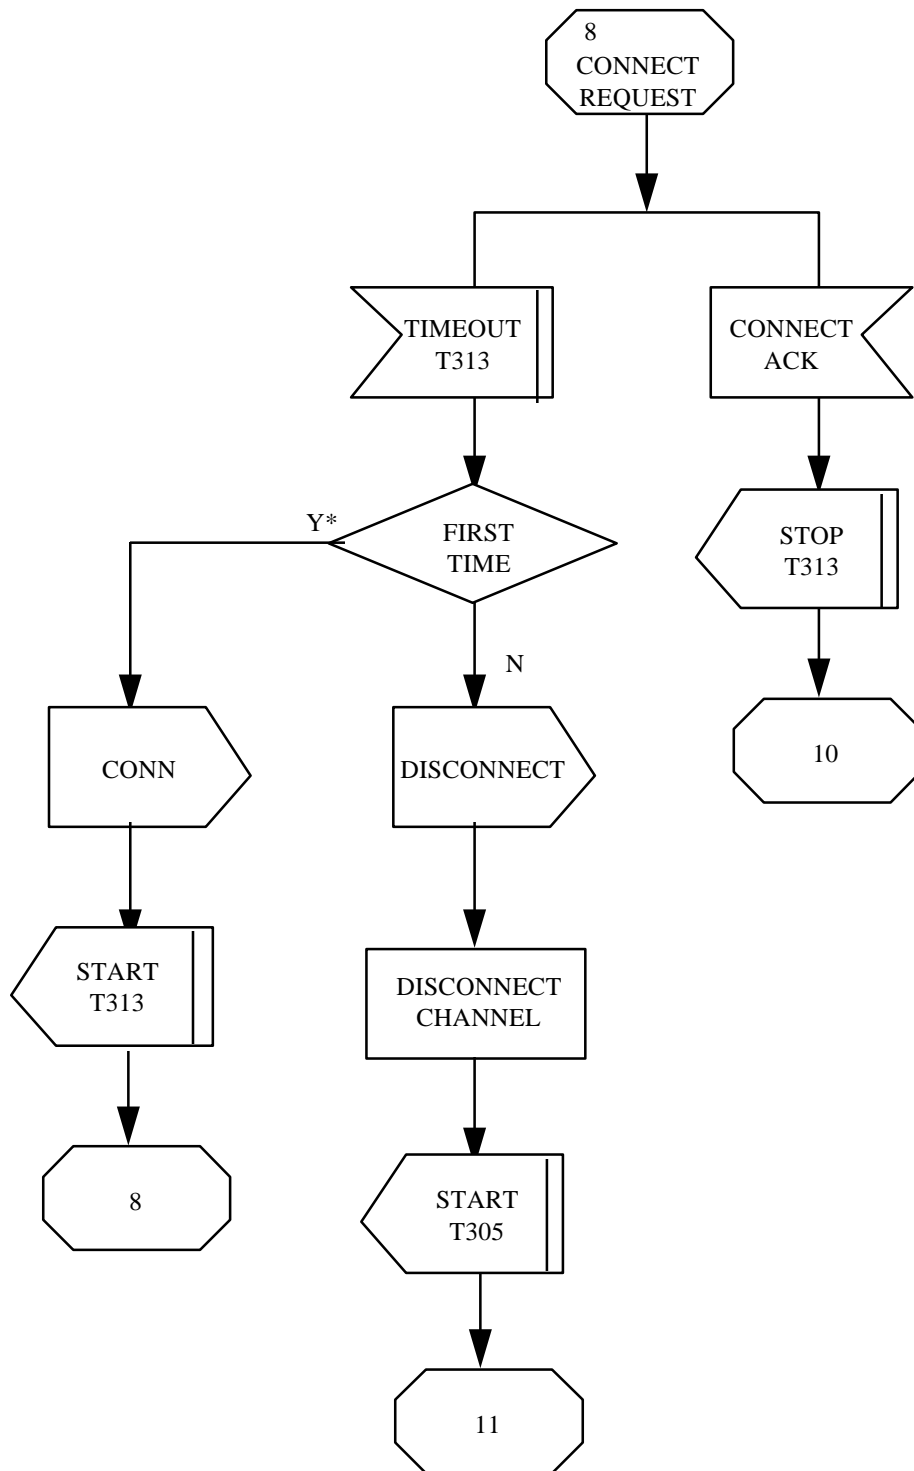 8
CONNECT
REQUEST
TIMEOUT
T313
CONNECT
ACK
Y*
FIRST
TIME
STOP
T313
N
CONN
DISCONNECT
10
START
T313
DISCONNECT
CHANNEL
8
START
T305
11